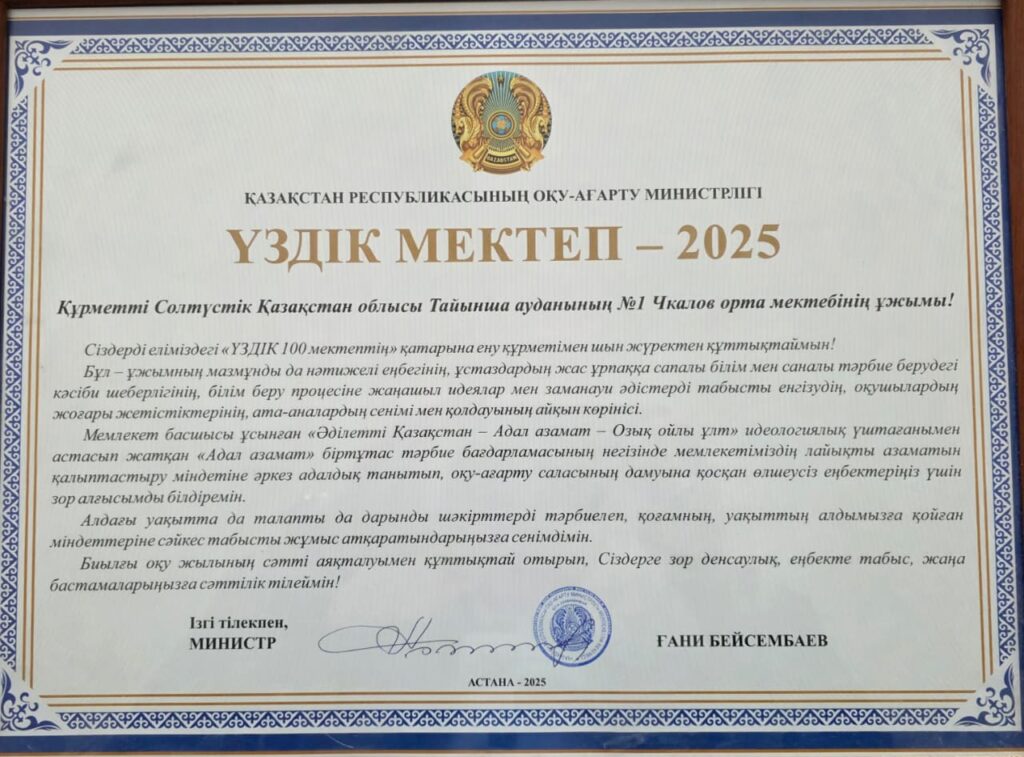 QAZAQSTAN
ҚАЗАҚСТАН РЕСПУБЛИКАСЫНЫҢ ОҚУ-АҒАРТУ МИНИСТРЛІГІ
ҮЗДІК МЕКТЕП – 2025
Құрметті Солтүстік Қазақстан облысы Тайынша ауданының №1 Чкалов орта мектебінің ұжымы!
Сіздерді еліміздегі «ҮЗДІК 100 мектептің» қатарына ену құрметімен шын жүректен құттықтаймын!
Бұл – ұжымның мазмұнды да нәтижелі еңбегінің, ұстаздардың жас ұрпаққа сапалы білім мен саналы тәрбие берудегі
кәсіби шеберлігінің, білім беру процесіне жаңашыл идеялар мен заманауи әдістерді табысты енгізудің, оқушылардың
жоғары жетістіктерінің, ата-аналардың сенімі мен қолдауының айқын көрінісі.
Мемлекет басшысы ұсынған «Әділетті Қазақстан – Адал азамат – Озық ойлы ұлт» идеологиялық үштағанымен
астасып жатқан «Адал азамат» біртұтас тәрбие бағдарламасының негізінде мемлекетіміздің лайықты азаматын
қалыптастыру міндетіне әркез адалдық танытып, оқу-ағарту саласының дамуына қосқан өлшеусіз еңбектеріңіз үшін
зор алғысымды білдіремін.
Алдағы уақытта да талапты да дарынды шәкірттерді тәрбиелеп, қоғамның, уақыттың алдымызға қойған
міндеттеріне сәйкес табысты жұмыс атқаратындарыңызға сенімдімін.
Биылғы оқу жылының сәтті аяқталуымен құттықтай отырып, Сіздерге зор денсаулық, еңбекте табыс, жаңа
бастамаларыңызға сәттілік тілеймін!
Ізгі тілекпен,
МИНИСТР
ҒАНИ БЕЙСЕМБАЕВ
АСТАНА - 2025